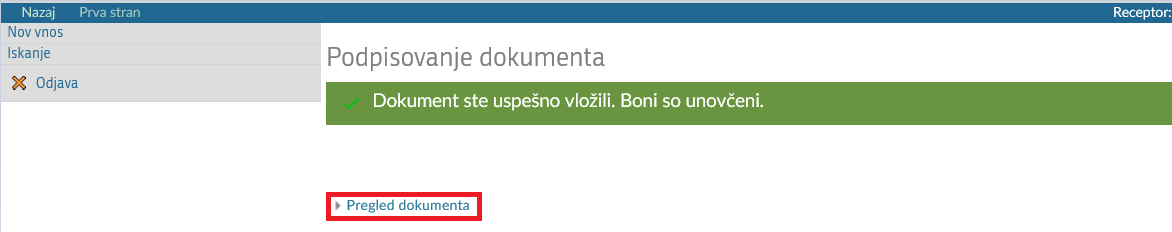 Nazaj Prva stran Receptor:
Nov vnos
Iskanje
Odjava
Podpisovanje dokumenta
Dokument ste uspešno vložili. Boni so unovčeni.
Pregled dokumenta